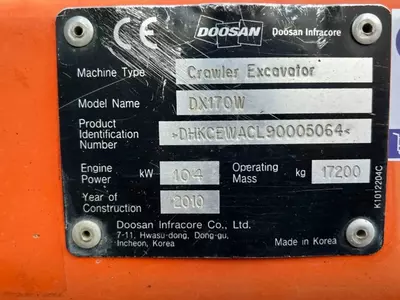 CE DOOSAN Doosan Infracore
Machine Type Crawler Excavator
Model Name DX170W
Product Identification Number >DHKCEWACL90005064<
Engine Power kW 104 Operating Mass kg 17200
Year of Construction 2010
Doosan Infracore Co., Ltd.
7-11, Hwasu-dong, Dong-gu,
Incheon, Korea
Made in Korea
K1012204C